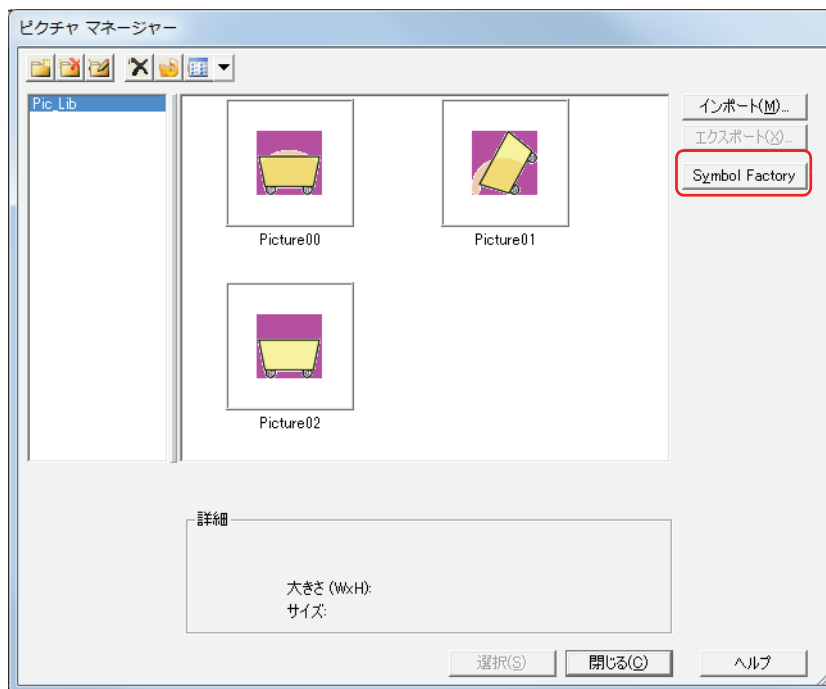 ピクチャ マネージャー
Pic_Lib
Picture00
Picture01
Picture02
インポート(M)...
エクスポート(X)...
Symbol Factory
詳細
大きさ (WxH):
サイズ:
選択(S)
閉じる(C)
ヘルプ